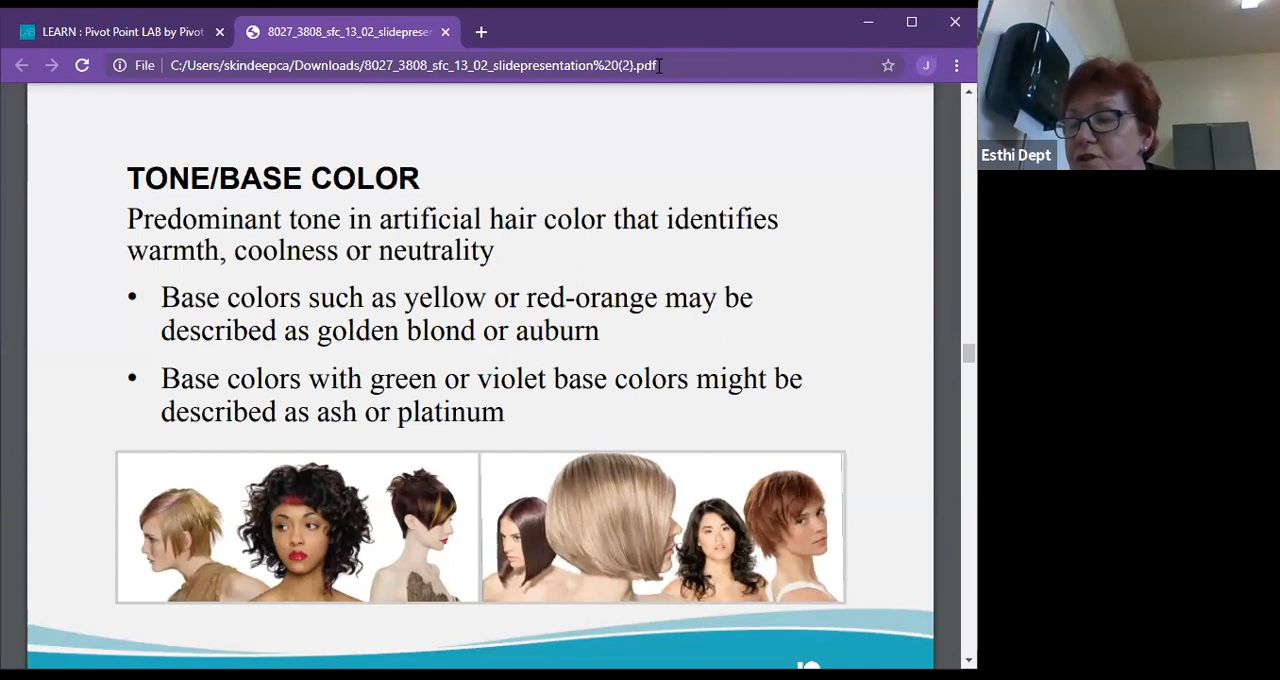 LEARN : Pivot Point LAB by Pivot
8027_3808_sfc_13_02_slidepreser
File
C:/Users/skindeepca/Downloads/8027_3808_sfc_13_02_slidepresentation%20(2).pdf
J
Esthi Dept
TONE/BASE COLOR
Predominant tone in artificial hair color that identifies
warmth, coolness or neutrality
• Base colors such as yellow or red-orange may be
described as golden blond or auburn
• Base colors with green or violet base colors might be
described as ash or platinum